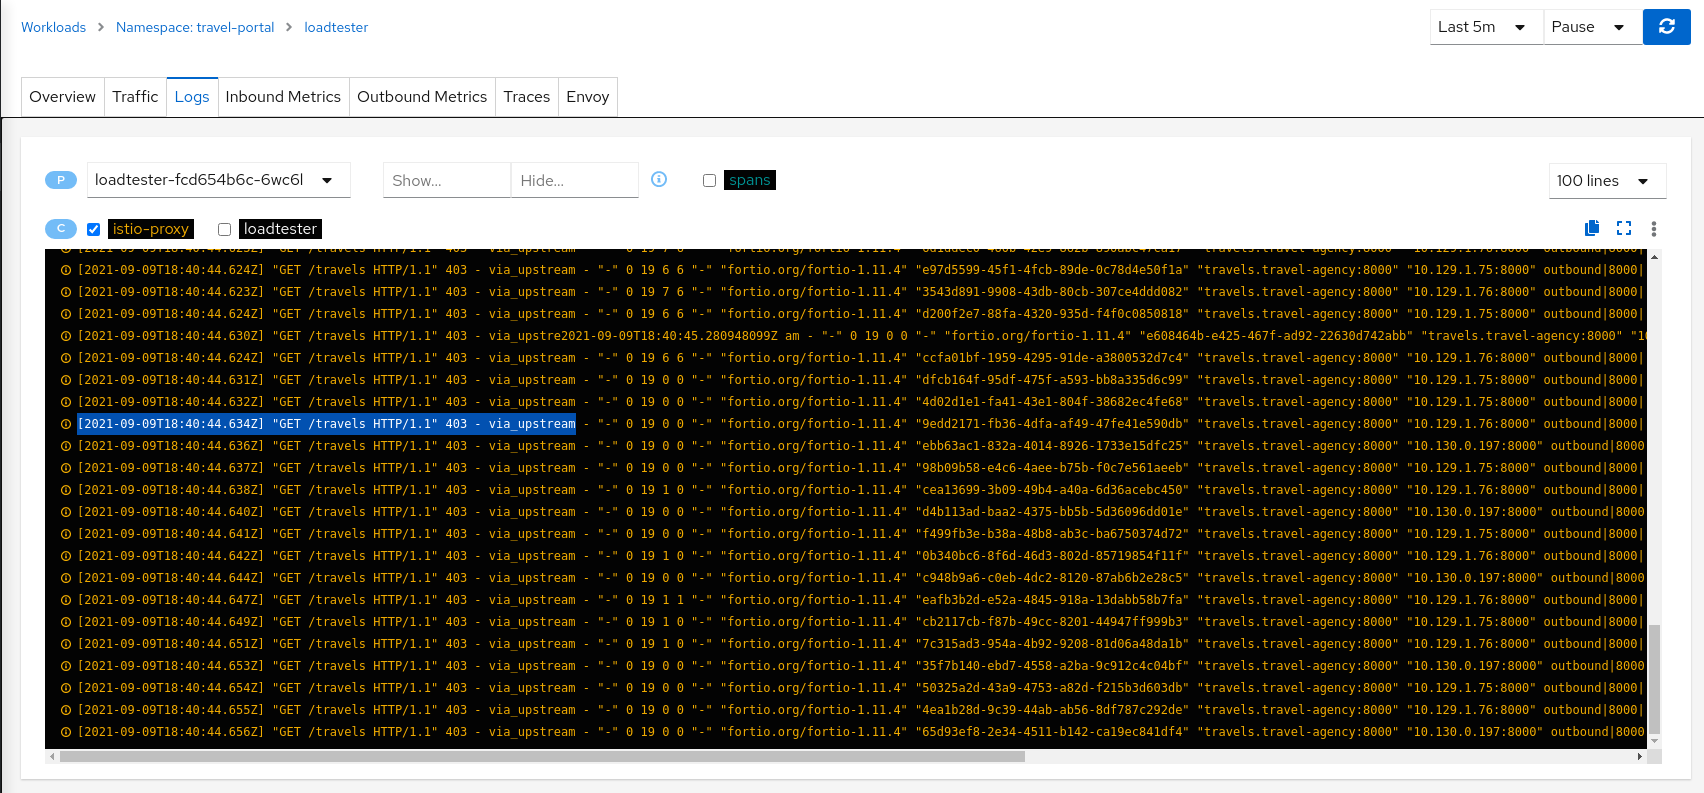 Workloads > Namespace: travel-portal > loadtester
Last 5m Pause
Overview Traffic Logs Inbound Metrics Outbound Metrics Traces Envoy
P loadtester-fcd654b6c-6wc6l Show... Hide... spans 100 lines
C istio-proxy loadtester
[2021-09-09T18:40:44.624Z] "GET /travels HTTP/1.1" 403 - via_upstream - "-" 0 19 6 6 "-" "fortio.org/fortio-1.11.4" "e97d5599-45f1-4fcb-89de-0c78d4e50f1a" "travels.travel-agency:8000" "10.129.1.75:8000" outbound|8000|
[2021-09-09T18:40:44.623Z] "GET /travels HTTP/1.1" 403 - via_upstream - "-" 0 19 7 6 "-" "fortio.org/fortio-1.11.4" "3543d891-9908-43db-80cb-307ce4ddd082" "travels.travel-agency:8000" "10.129.1.76:8000" outbound|8000|
[2021-09-09T18:40:44.624Z] "GET /travels HTTP/1.1" 403 - via_upstream - "-" 0 19 6 6 "-" "fortio.org/fortio-1.11.4" "d200f2e7-88fa-4320-935d-f4f0c0850818" "travels.travel-agency:8000" "10.129.1.75:8000" outbound|8000|
[2021-09-09T18:40:44.630Z] "GET /travels HTTP/1.1" 403 - via_upstre2021-09-09T18:40:45.280948099Z am - "-" 0 19 0 0 "-" "fortio.org/fortio-1.11.4" "e608464b-e425-467f-ad92-22630d742abb" "travels.travel-agency:8000" "10
[2021-09-09T18:40:44.624Z] "GET /travels HTTP/1.1" 403 - via_upstream - "-" 0 19 6 6 "-" "fortio.org/fortio-1.11.4" "ccfa01bf-1959-4295-91de-a3800532d7c4" "travels.travel-agency:8000" "10.129.1.76:8000" outbound|8000|
[2021-09-09T18:40:44.631Z] "GET /travels HTTP/1.1" 403 - via_upstream - "-" 0 19 0 0 "-" "fortio.org/fortio-1.11.4" "dfcb164f-95df-475f-a593-bb8a335d6c99" "travels.travel-agency:8000" "10.129.1.75:8000" outbound|8000|
[2021-09-09T18:40:44.632Z] "GET /travels HTTP/1.1" 403 - via_upstream - "-" 0 19 0 0 "-" "fortio.org/fortio-1.11.4" "4d02d1e1-fa41-43e1-804f-38682ec4fe68" "travels.travel-agency:8000" "10.129.1.76:8000" outbound|8000|
[2021-09-09T18:40:44.634Z] "GET /travels HTTP/1.1" 403 - via_upstream - "-" 0 19 0 0 "-" "fortio.org/fortio-1.11.4" "9edd2171-fb36-4dfa-af49-47fe41e590db" "travels.travel-agency:8000" "10.129.1.76:8000" outbound|8000|
[2021-09-09T18:40:44.636Z] "GET /travels HTTP/1.1" 403 - via_upstream - "-" 0 19 0 0 "-" "fortio.org/fortio-1.11.4" "ebb63ac1-832a-4014-8926-1733e15dfc25" "travels.travel-agency:8000" "10.130.0.197:8000" outbound|8000
[2021-09-09T18:40:44.637Z] "GET /travels HTTP/1.1" 403 - via_upstream - "-" 0 19 0 0 "-" "fortio.org/fortio-1.11.4" "98b09b58-e4c6-4aee-b75b-f0c7e561aeeb" "travels.travel-agency:8000" "10.129.1.75:8000" outbound|8000|
[2021-09-09T18:40:44.638Z] "GET /travels HTTP/1.1" 403 - via_upstream - "-" 0 19 1 0 "-" "fortio.org/fortio-1.11.4" "cea13699-3b09-49b4-a40a-6d36acebc450" "travels.travel-agency:8000" "10.129.1.76:8000" outbound|8000|
[2021-09-09T18:40:44.640Z] "GET /travels HTTP/1.1" 403 - via_upstream - "-" 0 19 0 0 "-" "fortio.org/fortio-1.11.4" "d4b113ad-baa2-4375-bb5b-5d36096dd01e" "travels.travel-agency:8000" "10.130.0.197:8000" outbound|8000
[2021-09-09T18:40:44.641Z] "GET /travels HTTP/1.1" 403 - via_upstream - "-" 0 19 0 0 "-" "fortio.org/fortio-1.11.4" "f499fb3e-b38a-48b8-ab3c-ba6750374d72" "travels.travel-agency:8000" "10.129.1.75:8000" outbound|8000|
[2021-09-09T18:40:44.642Z] "GET /travels HTTP/1.1" 403 - via_upstream - "-" 0 19 1 0 "-" "fortio.org/fortio-1.11.4" "0b340bc6-8f6d-46d3-802d-85719854f11f" "travels.travel-agency:8000" "10.129.1.76:8000" outbound|8000|
[2021-09-09T18:40:44.644Z] "GET /travels HTTP/1.1" 403 - via_upstream - "-" 0 19 0 0 "-" "fortio.org/fortio-1.11.4" "c948b9a6-c0eb-4dc2-8120-87ab6b2e28c5" "travels.travel-agency:8000" "10.130.0.197:8000" outbound|8000
[2021-09-09T18:40:44.647Z] "GET /travels HTTP/1.1" 403 - via_upstream - "-" 0 19 1 1 "-" "fortio.org/fortio-1.11.4" "eafb3b2d-e52a-4845-918a-13dabb58b7fa" "travels.travel-agency:8000" "10.129.1.76:8000" outbound|8000|
[2021-09-09T18:40:44.649Z] "GET /travels HTTP/1.1" 403 - via_upstream - "-" 0 19 1 0 "-" "fortio.org/fortio-1.11.4" "cb2117cb-f87b-49cc-8201-44947ff999b3" "travels.travel-agency:8000" "10.129.1.75:8000" outbound|8000|
[2021-09-09T18:40:44.651Z] "GET /travels HTTP/1.1" 403 - via_upstream - "-" 0 19 1 0 "-" "fortio.org/fortio-1.11.4" "7c315ad3-954a-4b92-9208-81d06a48da1b" "travels.travel-agency:8000" "10.129.1.76:8000" outbound|8000|
[2021-09-09T18:40:44.653Z] "GET /travels HTTP/1.1" 403 - via_upstream - "-" 0 19 0 0 "-" "fortio.org/fortio-1.11.4" "35f7b140-ebd7-4558-a2ba-9c912c4c04bf" "travels.travel-agency:8000" "10.130.0.197:8000" outbound|8000
[2021-09-09T18:40:44.654Z] "GET /travels HTTP/1.1" 403 - via_upstream - "-" 0 19 0 0 "-" "fortio.org/fortio-1.11.4" "50325a2d-43a9-4753-a82d-f215b3d603db" "travels.travel-agency:8000" "10.129.1.75:8000" outbound|8000|
[2021-09-09T18:40:44.655Z] "GET /travels HTTP/1.1" 403 - via_upstream - "-" 0 19 0 0 "-" "fortio.org/fortio-1.11.4" "4ea1b28d-9c39-44ab-ab56-8df787c292de" "travels.travel-agency:8000" "10.129.1.76:8000" outbound|8000|
[2021-09-09T18:40:44.656Z] "GET /travels HTTP/1.1" 403 - via_upstream - "-" 0 19 0 0 "-" "fortio.org/fortio-1.11.4" "65d93ef8-2e34-4511-b142-ca19ec841df4" "travels.travel-agency:8000" "10.130.0.197:8000" outbound|8000